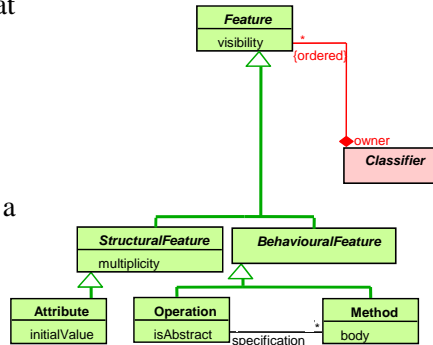 at
Feature
visibility
*
{ordered}
owner
Classifier
a
StructuralFeature
multiplicity
BehaviouralFeature
Attribute
initialValue
Operation
isAbstract
*
specification
Method
body